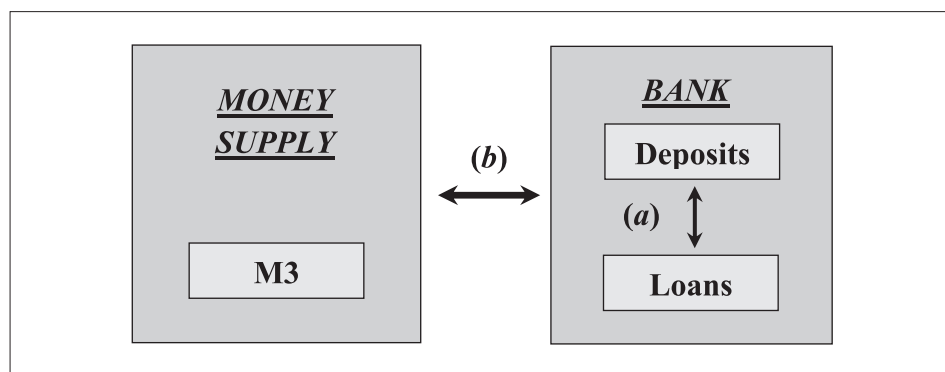 MONEY
SUPPLY
M3
(b)
BANK
Deposits
(a)
Loans